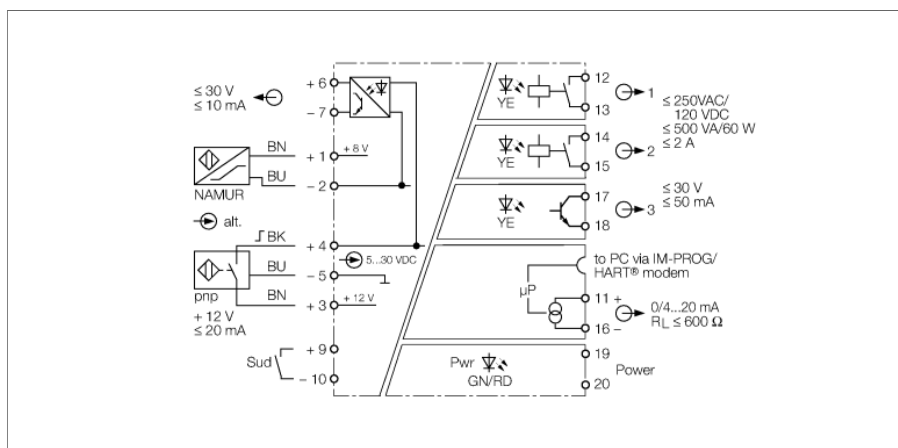 ≤ 30 V
≤ 10 mA
+ 6
– 7
BN
+ 1
+ 8 V
BU
– 2
NAMUR
alt.
BK
+ 4
5...30 VDC
BU
– 5
pnp
BN
+ 3
+ 12 V
+ 12 V
≤ 20 mA
Sud
+ 9
– 10
YE
12
13
1
≤ 250VAC/
120 VDC
≤ 500 VA/60 W
≤ 2 A
YE
14
15
2
YE
17
18
3
≤ 30 V
≤ 50 mA
to PC via IM-PROG/
HART® modem
µP
11 +
16 –
0/4...20 mA
RL ≤ 600 Ω
Pwr
GN/RD
19
20
Power